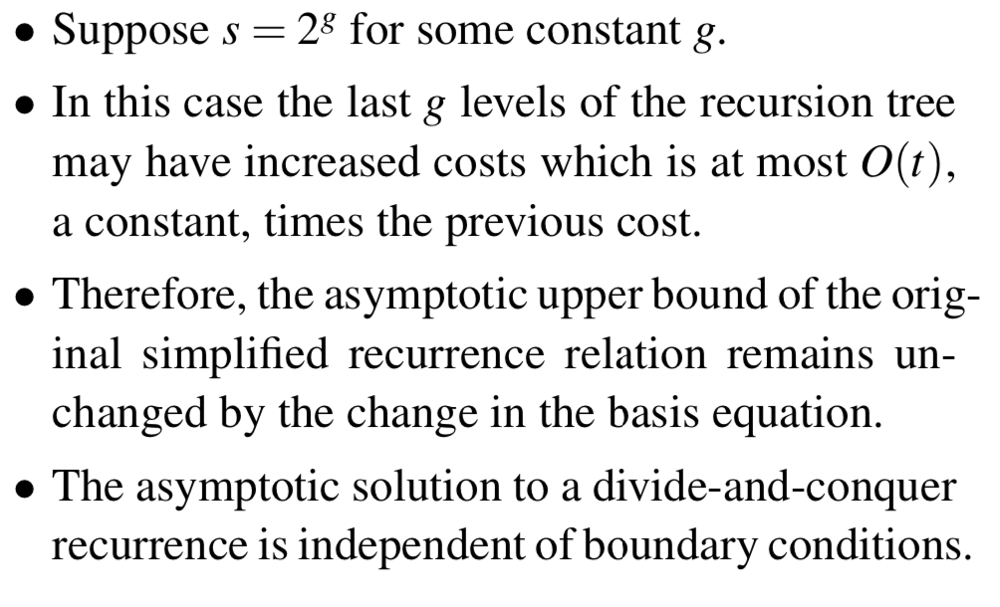 • Suppose s = 2^g for some constant g.
• In this case the last g levels of the recursion tree
may have increased costs which is at most O(t),
a constant, times the previous cost.
• Therefore, the asymptotic upper bound of the orig-
inal simplified recurrence relation remains un-
changed by the change in the basis equation.
• The asymptotic solution to a divide-and-conquer
recurrence is independent of boundary conditions.